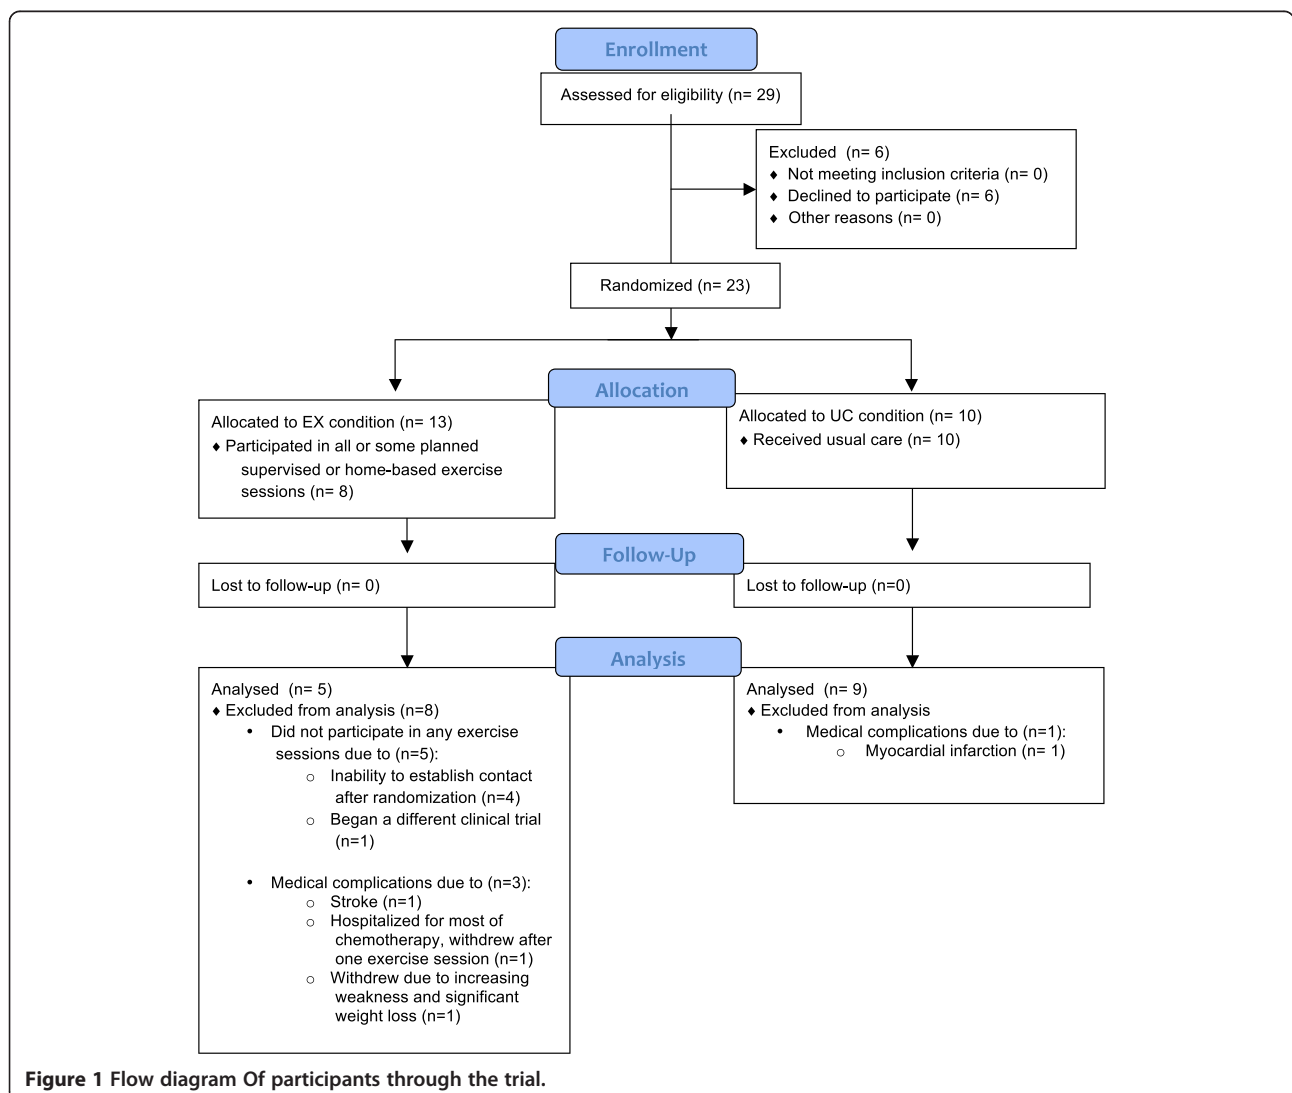 Enrollment
Assessed for eligibility (n= 29)
Excluded (n= 6)
♦ Not meeting inclusion criteria (n= 0)
♦ Declined to participate (n= 6)
♦ Other reasons (n= 0)
Randomized (n= 23)
Allocation
Allocated to EX condition (n= 13)
♦ Participated in all or some planned
supervised or home-based exercise
sessions (n= 8)
Allocated to UC condition (n= 10)
♦ Received usual care (n= 10)
Follow-Up
Lost to follow-up (n= 0)
Lost to follow-up (n=0)
Analysis
Analysed (n= 5)
♦ Excluded from analysis (n=8)
• Did not participate in any exercise
sessions due to (n=5):
○ Inability to establish contact
after randomization (n=4)
○ Began a different clinical trial
(n=1)
• Medical complications due to (n=3):
○ Stroke (n=1)
○ Hospitalized for most of
chemotherapy, withdrew after
one exercise session (n=1)
○ Withdrew due to increasing
weakness and significant
weight loss (n=1)
Analysed (n= 9)
♦ Excluded from analysis
• Medical complications due to (n=1):
○ Myocardial infarction (n= 1)
Figure 1 Flow diagram Of participants through the trial.